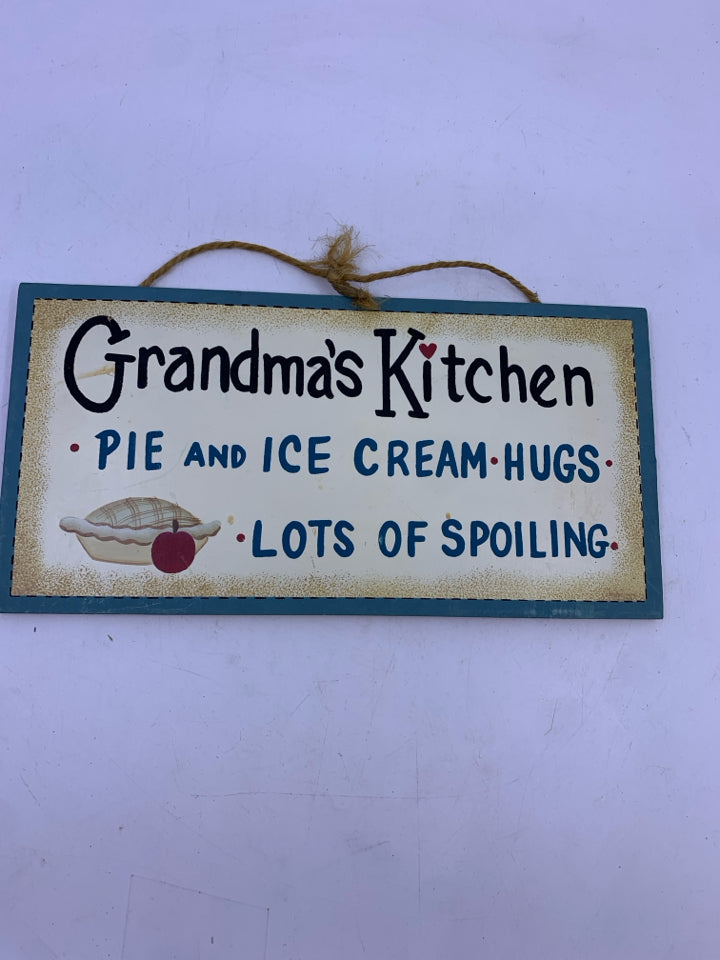 Grandma's Kitchen
• PIE AND ICE CREAM • HUGS •
• LOTS OF SPOILING •